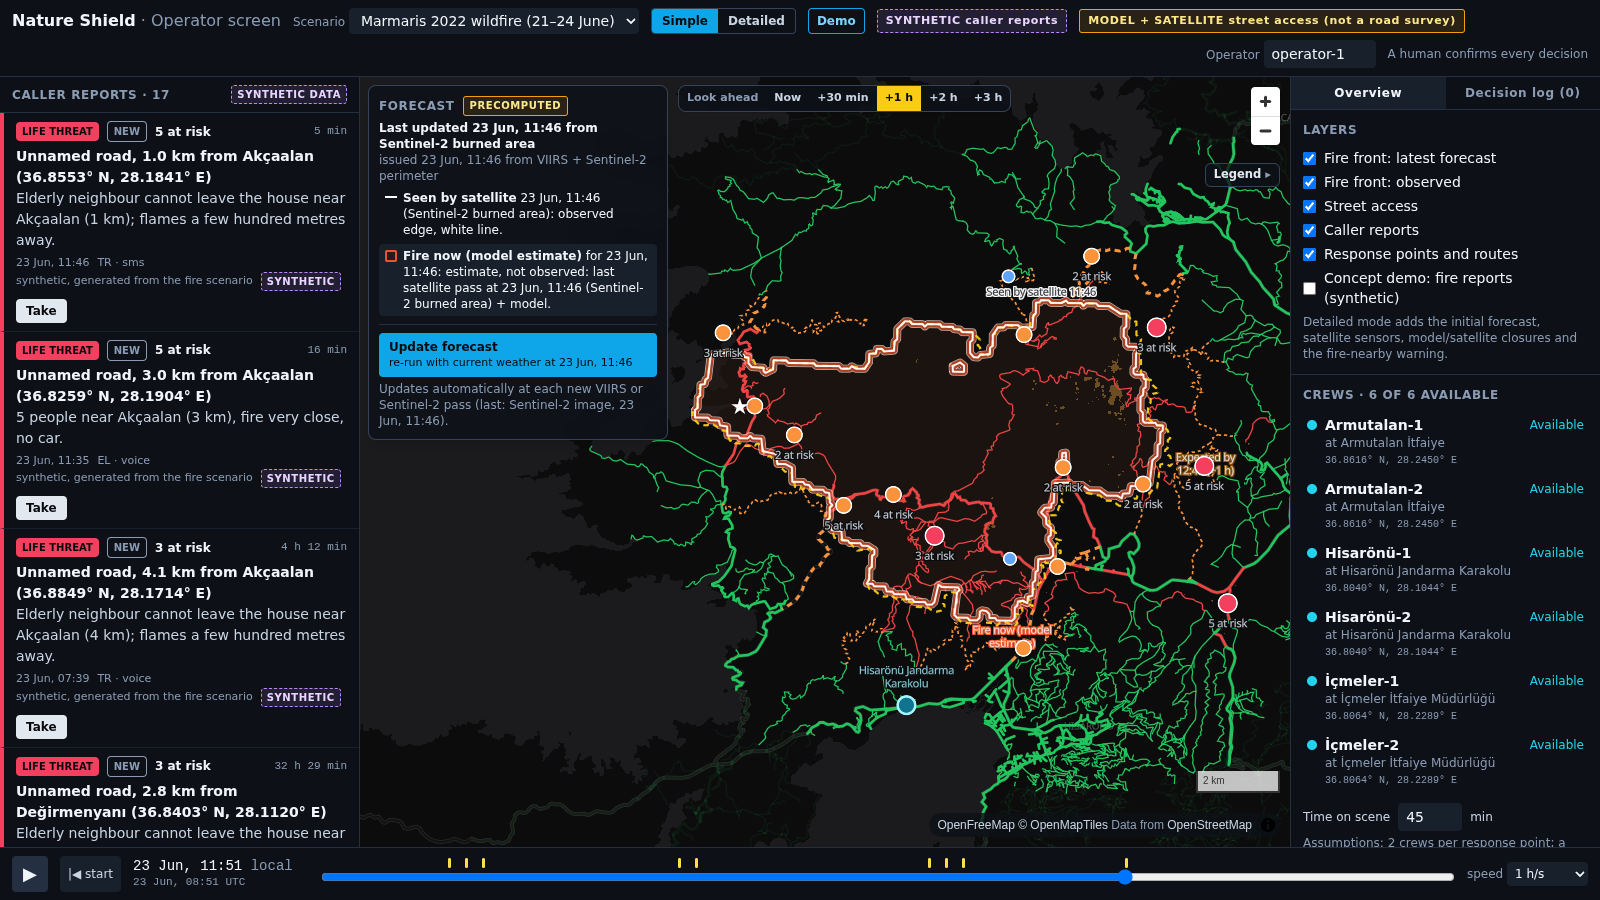 Nature Shield · Operator screen
Scenario Marmaris 2022 wildfire (21–24 June)
Simple Detailed
Demo
SYNTHETIC caller reports
MODEL + SATELLITE street access (not a road survey)
Operator operator-1 A human confirms every decision
CALLER REPORTS · 17 SYNTHETIC DATA
LIFE THREAT NEW 5 at risk 5 min
Unnamed road, 1.0 km from Akçaalan
(36.8553° N, 28.1841° E)
Elderly neighbour cannot leave the house near
Akçaalan (1 km); flames a few hundred metres
away.
23 Jun, 11:46 TR · sms
synthetic, generated from the fire scenario SYNTHETIC
Take
LIFE THREAT NEW 5 at risk 16 min
Unnamed road, 3.0 km from Akçaalan
(36.8259° N, 28.1904° E)
5 people near Akçaalan (3 km), fire very close,
no car.
23 Jun, 11:35 EL · voice
synthetic, generated from the fire scenario SYNTHETIC
Take
LIFE THREAT NEW 3 at risk 4 h 12 min
Unnamed road, 4.1 km from Akçaalan
(36.8849° N, 28.1714° E)
Elderly neighbour cannot leave the house near
Akçaalan (4 km); flames a few hundred metres
away.
23 Jun, 07:39 TR · voice
synthetic, generated from the fire scenario SYNTHETIC
Take
LIFE THREAT NEW 3 at risk 32 h 29 min
Unnamed road, 2.8 km from
Değirmenyanı (36.8403° N, 28.1120° E)
Elderly neighbour cannot leave the house near
FORECAST PRECOMPUTED
Last updated 23 Jun, 11:46 from
Sentinel-2 burned area
issued 23 Jun, 11:46 from VIIRS + Sentinel-2
perimeter
Seen by satellite 23 Jun, 11:46
(Sentinel-2 burned area): observed
edge, white line.
Fire now (model estimate) for 23 Jun,
11:46: estimate, not observed: last
satellite pass at 23 Jun, 11:46 (Sentinel-
2 burned area) + model.
Update forecast
re-run with current weather at 23 Jun, 11:46
Updates automatically at each new VIIRS or
Sentinel-2 pass (last: Sentinel-2 image, 23
Jun, 11:46).
Look ahead Now +30 min +1 h +2 h +3 h
+
−
Legend ▸
2 at risk
Seen by satellite 11:46
3 at risk
3 at risk
2 at risk
Expected by
5 at risk
2 at risk
2 at risk
4 at risk
5 at risk
3 at risk
5 at risk
Fire now (model
Hisarönü Jandarma
Karakolu
2 km
OpenFreeMap © OpenMapTiles Data from OpenStreetMap
Overview Decision log (0)
LAYERS
Fire front: latest forecast
Fire front: observed
Street access
Caller reports
Response points and routes
Concept demo: fire reports
(synthetic)
Detailed mode adds the initial forecast,
satellite sensors, model/satellite closures and
the fire-nearby warning.
CREWS · 6 OF 6 AVAILABLE
Armutalan-1 Available
at Armutalan İtfaiye
36.8616° N, 28.2450° E
Armutalan-2 Available
at Armutalan İtfaiye
36.8616° N, 28.2450° E
Hisarönü-1 Available
at Hisarönü Jandarma Karakolu
36.8040° N, 28.1044° E
Hisarönü-2 Available
at Hisarönü Jandarma Karakolu
36.8040° N, 28.1044° E
İçmeler-1 Available
at İçmeler İtfaiye Müdürlüğü
36.8064° N, 28.2289° E
İçmeler-2 Available
at İçmeler İtfaiye Müdürlüğü
36.8064° N, 28.2289° E
Time on scene 45 min
Assumptions: 2 crews per response point; a
▶ |◀ start
23 Jun, 11:51 local
23 Jun, 08:51 UTC
speed 1 h/s